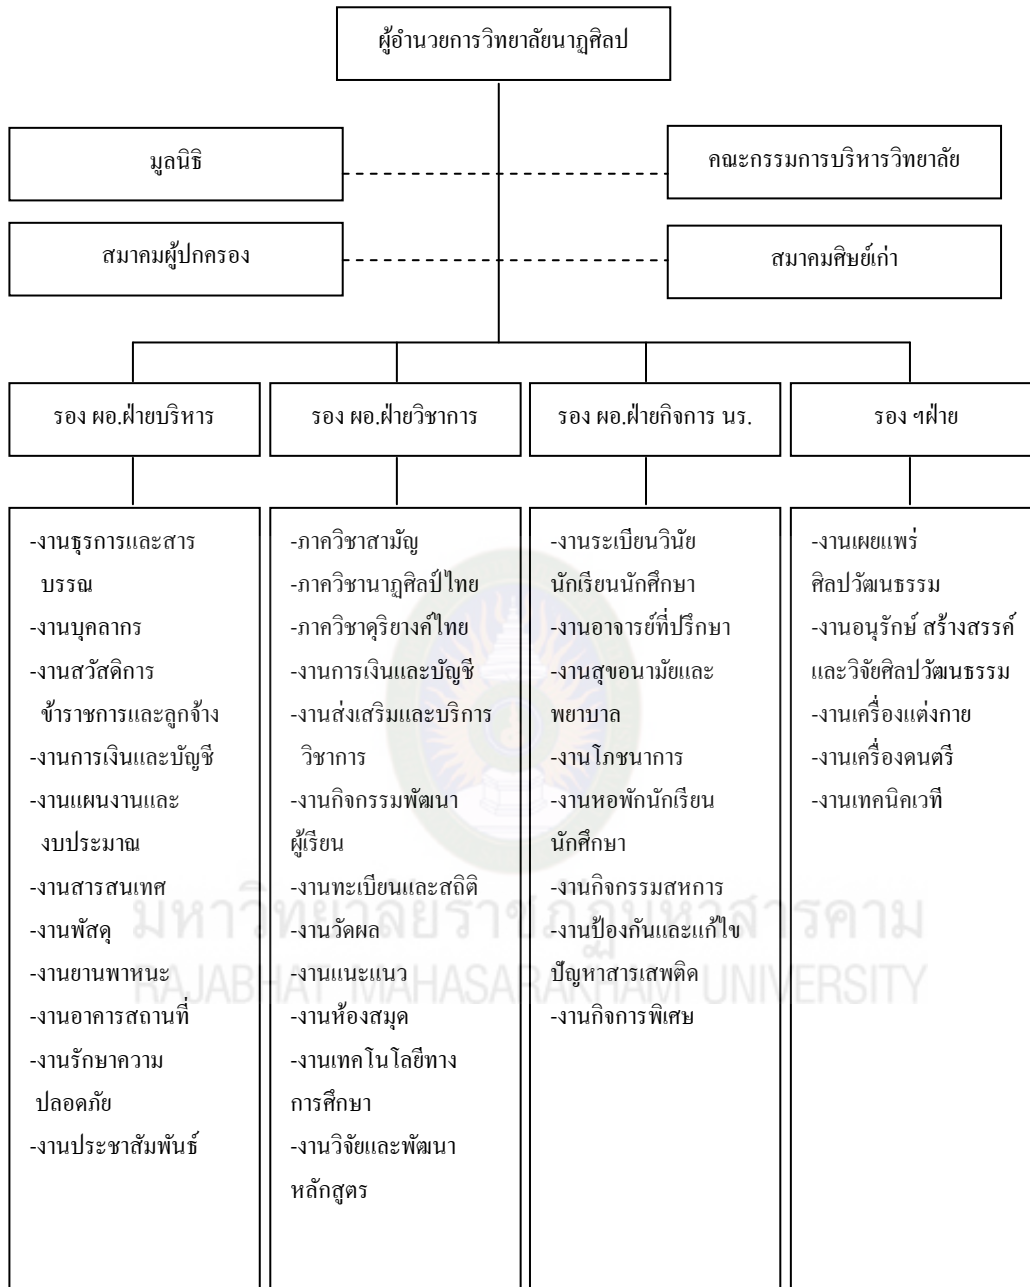 ผู้อำนวยการวิทยาลัยนาฏศิลป
มูลนิธิ
คณะกรรมการบริหารวิทยาลัย
สมาคมผู้ปกครอง
สมาคมศิษย์เก่า
รอง ผอ.ฝ่ายบริหาร
รอง ผอ.ฝ่ายวิชาการ
รอง ผอ.ฝ่ายกิจการ นร.
รอง ฯฝ่าย
-งานธุรการและสาร
บรรณ
-งานบุคลากร
-งานสวัสดิการ
ข้าราชการและลูกจ้าง
-งานการเงินและบัญชี
-งานแผนงานและ
งบประมาณ
-งานสารสนเทศ
-งานพัสดุ
-งานยานพาหนะ
-งานอาคารสถานที่
-งานรักษาความ
ปลอดภัย
-งานประชาสัมพันธ์
-ภาควิชาสามัญ
-ภาควิชานาฏศิลป์ไทย
-ภาควิชาดุริยางค์ไทย
-งานการเงินและบัญชี
-งานส่งเสริมและบริการ
วิชาการ
-งานกิจกรรมพัฒนา
ผู้เรียน
-งานทะเบียนและสถิติ
-งานวัดผล
-งานแนะแนว
-งานห้องสมุด
-งานเทคโนโลยีทาง
การศึกษา
-งานวิจัยและพัฒนา
หลักสูตร
-งานระเบียนวินัย
นักเรียนนักศึกษา
-งานอาจารย์ที่ปรึกษา
-งานสุขอนามัยและ
พยาบาล
-งานโภชนาการ
-งานหอพักนักเรียน
นักศึกษา
-งานกิจกรรมสหการ
-งานป้องกันและแก้ไข
ปัญหาสารเสพติด
-งานกิจการพิเศษ
-งานเผยแพร่
ศิลปวัฒนธรรม
-งานอนุรักษ์ สร้างสรรค์
และวิจัยศิลปวัฒนธรรม
-งานเครื่องแต่งกาย
-งานเครื่องดนตรี
-งานเทคนิคเวที
มหาวิทยาลัยราชภัฏมหาสารคาม
RAJABHAT MAHASARAKHAM UNIVERSITY